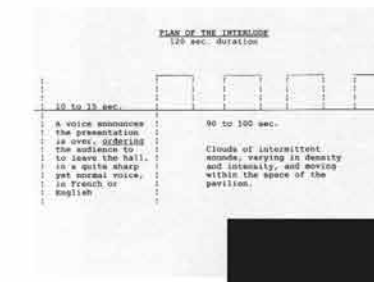 PLAN OF THE INTERLUDE
120 sec. duration
10 to 15 sec.
A voice announces
the presentation
is over, ordering
the audience to
to leave the hall,
in a quite sharp
yet normal voice,
in French or
English
90 to 100 sec.
Clouds of intermittent
sounds, varying in density
and intensity, and moving
within the space of the
pavilion.